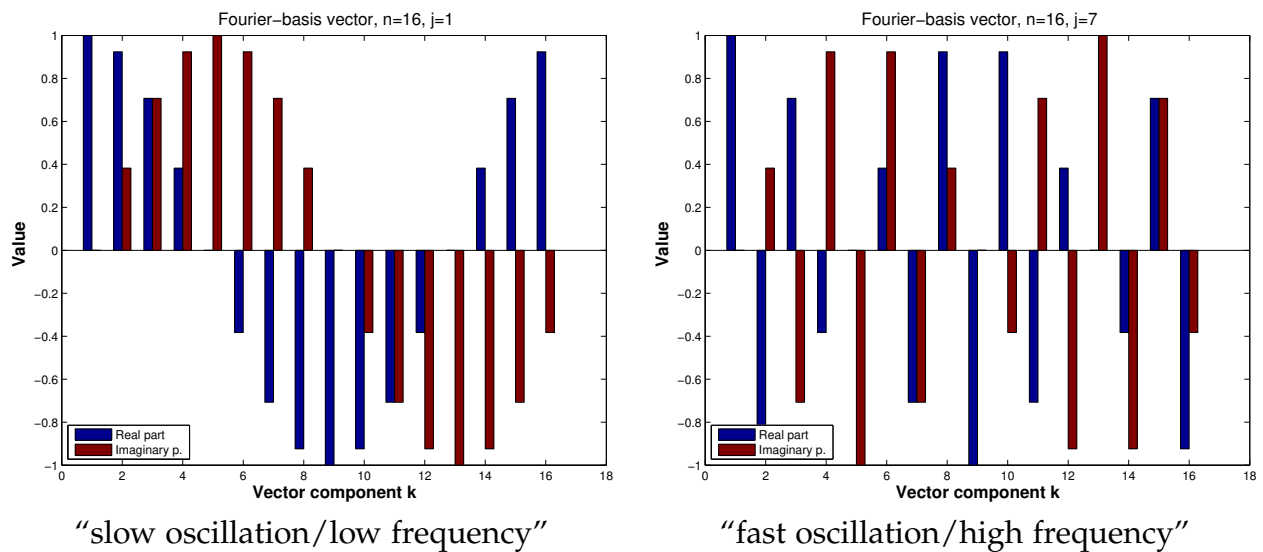 Fourier−basis vector, n=16, j=1
1
0.8
0.6
0.4
0.2
0
−0.2
−0.4
−0.6
−0.8
−1
Value
Real part
Imaginary p.
0 2 4 6 8 10 12 14 16 18
Vector component k
"slow oscillation/low frequency"
Fourier−basis vector, n=16, j=7
1
0.8
0.6
0.4
0.2
0
−0.2
−0.4
−0.6
−0.8
−1
Value
Real part
Imaginary p.
0 2 4 6 8 10 12 14 16 18
Vector component k
"fast oscillation/high frequency"